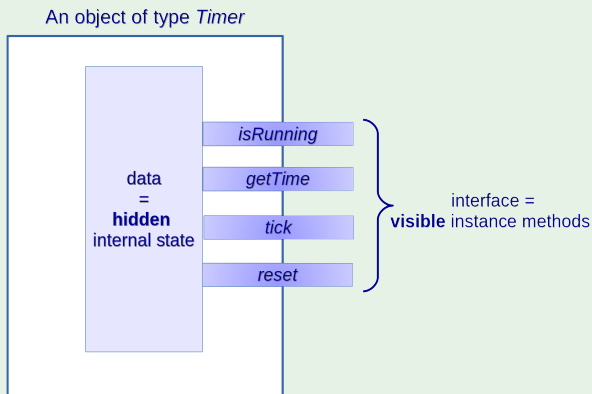 An object of type Timer
isRunning
getTime
data
=
hidden
internal state
tick
reset
interface =
visible instance methods